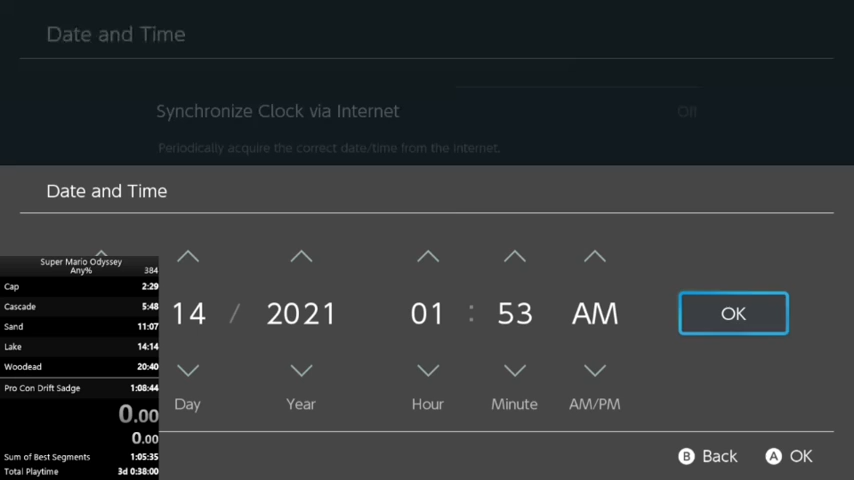 Date and Time
Synchronize Clock via Internet Off
Periodically acquire the correct date/time from the Internet.
Date and Time
14 / 2021 01 : 53 AM OK
Day Year Hour Minute AM/PM
B Back A OK
Super Mario Odyssey
Any% 384
Cap 2:29
Cascade 5:48
Sand 11:07
Lake 14:14
Woodead 20:40
Pro Con Drift Sadge 1:08:44
0.00
0.00
Sum of Best Segments 1:05:35
Total Playtime 3d 0:38:00